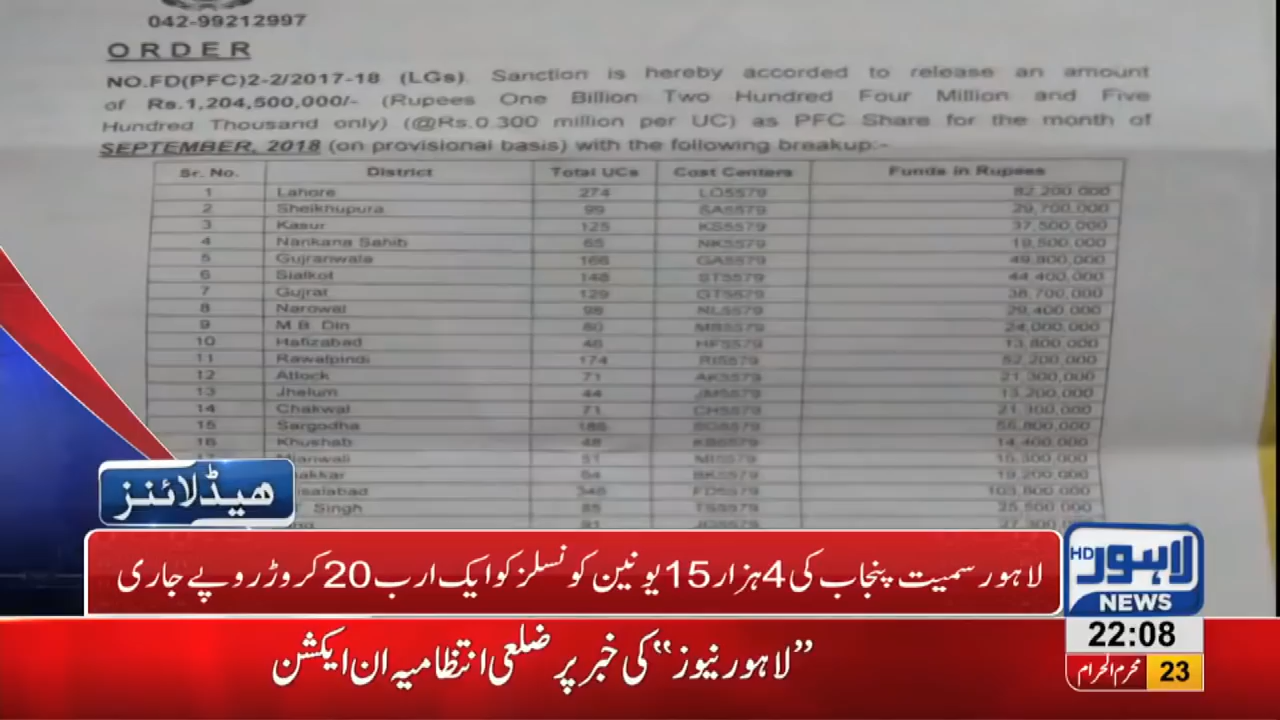 042-99212997
ORDER
NO.FD(PFC)2-2/2017-18 (LGs). Sanction is hereby accorded to release an amount
of Rs.1,204,500,000/- (Rupees One Billion Two Hundred Four Million and Five
Hundred Thousand only) (@Rs.0.300 million per UC) as PFC Share for the month of
SEPTEMBER, 2018 (on provisional basis) with the following breakup:-
Sr. No. District Total UCs Cost Centers Funds in Rupees
1 Lahore 274 LO5579 82,200,000
2 Sheikhupura 99 SA5579 29,700,000
3 Kasur 125 KS5579 37,500,000
4 Nankana Sahib 65 NK5579 19,500,000
5 Gujranwala 166 GA5579 49,800,000
6 Sialkot 148 ST5579 44,400,000
7 Gujrat 129 GT5579 38,700,000
8 Narowal 98 NL5579 29,400,000
9 M.B. Din 80 MB5579 24,000,000
10 Hafizabad 46 HF5579 13,800,000
11 Rawalpindi 174 RI5579 52,200,000
12 Attock 71 AK5579 21,300,000
13 Jhelum 44 JM5579 13,200,000
14 Chakwal 71 CH5579 21,300,000
15 Sargodha 186 SG5579 55,800,000
16 Khushab 48 KB5579 14,400,000
ianwali 51 MI5579 15,300,000
akkar 64 BK5579 19,200,000
isalabad 346 FD5579 103,800,000
T Singh 85 TS5579 25,500,000
91 27,300,000
ھیڈلائنز
لاہور سمیت پنجاب کی 4 ہزار 15 یونین کونسلز کو ایک ارب 20 کروڑ روپے جاری
”لاہور نیوز“ کی خبر پر ضلعی انتظامیہ ان ایکشن
HD لاہور
NEWS
22:08
محرم الحرام 23